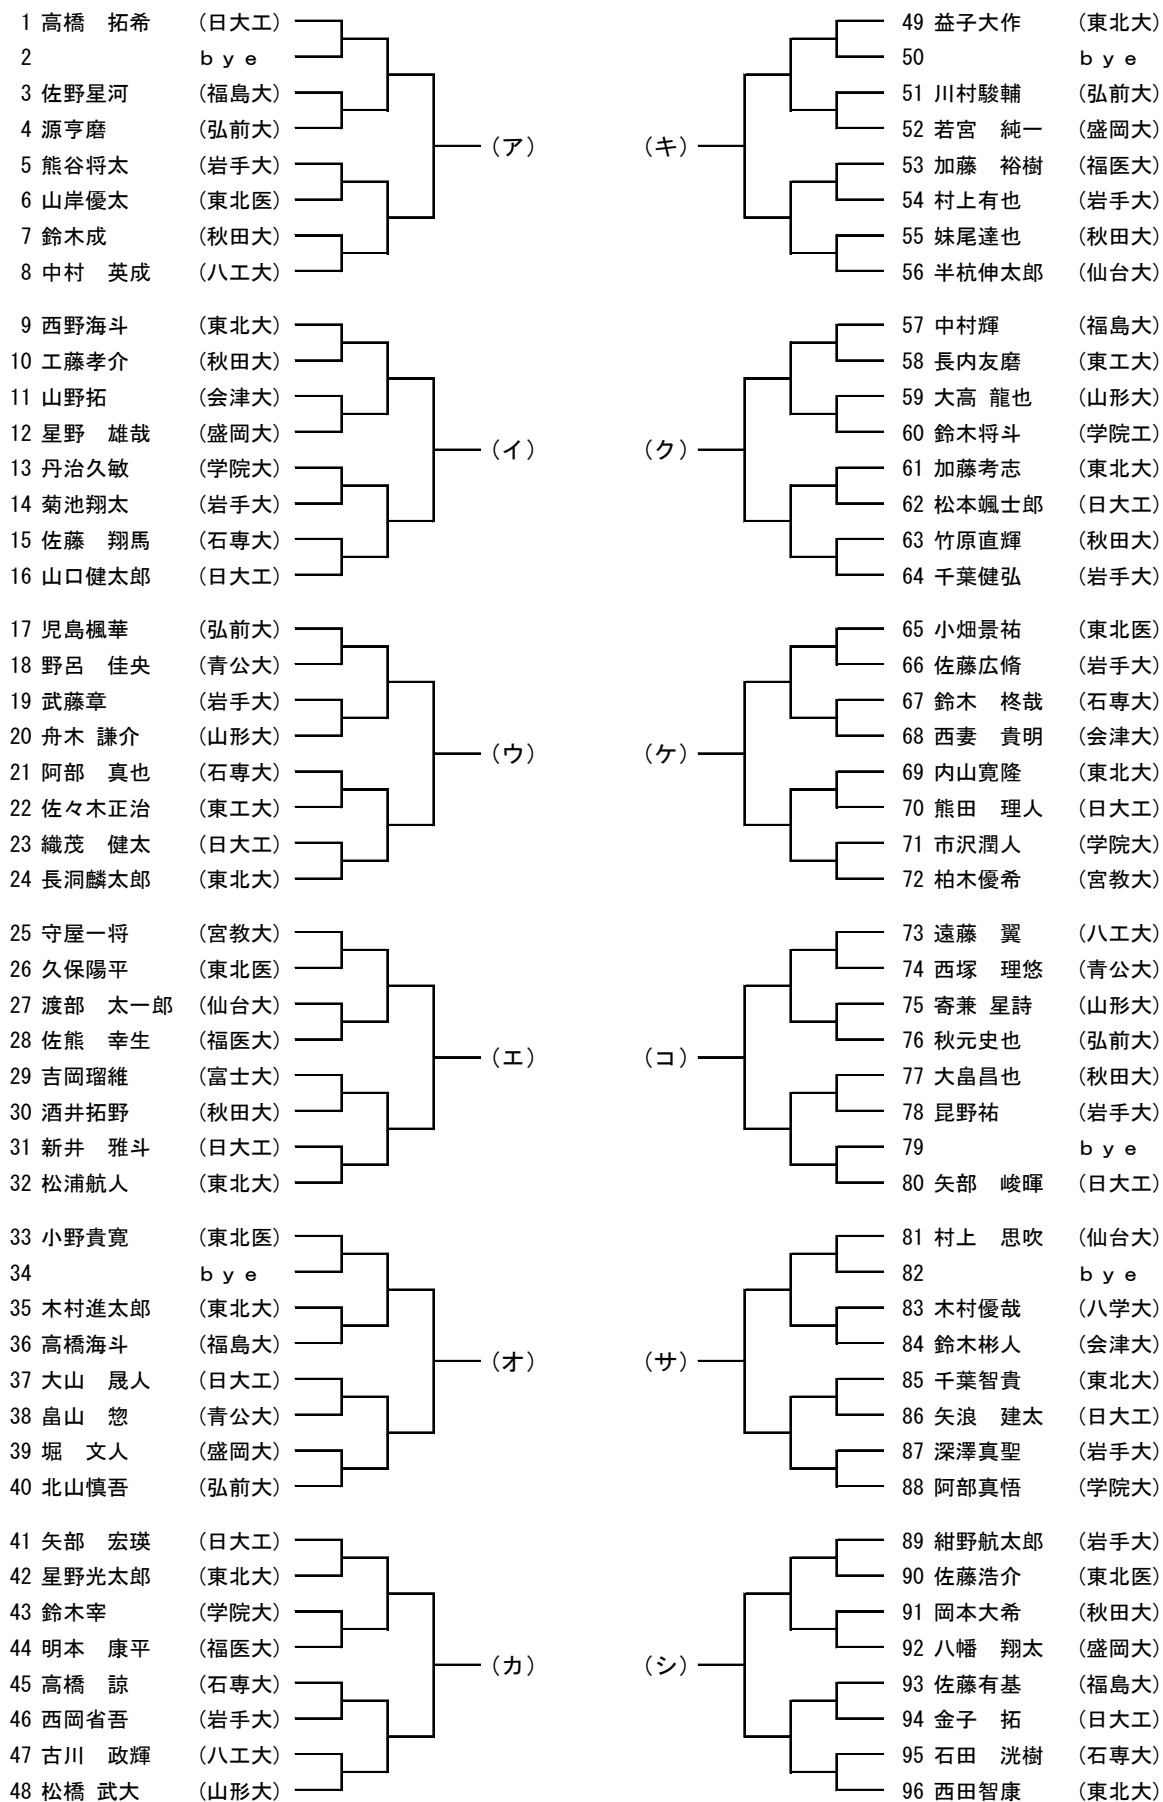 1 高橋　拓希 (日大工)
2 ｂｙｅ
3 佐野星河 (福島大)
4 源亨磨 (弘前大)
(ア)
5 熊谷将太 (岩手大)
6 山岸優太 (東北医)
7 鈴木成 (秋田大)
8 中村　英成 (八工大)
9 西野海斗 (東北大)
10 工藤孝介 (秋田大)
11 山野拓 (会津大)
12 星野　雄哉 (盛岡大)
(イ)
13 丹治久敏 (学院大)
14 菊池翔太 (岩手大)
15 佐藤　翔馬 (石専大)
16 山口健太郎 (日大工)
17 児島楓華 (弘前大)
18 野呂　佳央 (青公大)
19 武藤章 (岩手大)
20 舟木 謙介 (山形大)
(ウ)
21 阿部　真也 (石専大)
22 佐々木正治 (東工大)
23 織茂　健太 (日大工)
24 長洞麟太郎 (東北大)
25 守屋一将 (宮教大)
26 久保陽平 (東北医)
27 渡部　太一郎 (仙台大)
28 佐熊　幸生 (福医大)
(エ)
29 吉岡瑠維 (富士大)
30 酒井拓野 (秋田大)
31 新井　雅斗 (日大工)
32 松浦航人 (東北大)
33 小野貴寛 (東北医)
34 ｂｙｅ
35 木村進太郎 (東北大)
36 高橋海斗 (福島大)
(オ)
37 大山　晟人 (日大工)
38 畠山　惣 (青公大)
39 堀　文人 (盛岡大)
40 北山慎吾 (弘前大)
41 矢部　宏瑛 (日大工)
42 星野光太郎 (東北大)
43 鈴木宰 (学院大)
44 明本　康平 (福医大)
(カ)
45 高橋　諒 (石専大)
46 西岡省吾 (岩手大)
47 古川　政輝 (八工大)
48 松橋 武大 (山形大)
49 益子大作 (東北大)
50 ｂｙｅ
51 川村駿輔 (弘前大)
52 若宮　純一 (盛岡大)
(キ)
53 加藤　裕樹 (福医大)
54 村上有也 (岩手大)
55 妹尾達也 (秋田大)
56 半杭伸太郎 (仙台大)
57 中村輝 (福島大)
58 長内友磨 (東工大)
59 大高 龍也 (山形大)
60 鈴木将斗 (学院工)
(ク)
61 加藤考志 (東北大)
62 松本颯士郎 (日大工)
63 竹原直輝 (秋田大)
64 千葉健弘 (岩手大)
65 小畑景祐 (東北医)
66 佐藤広脩 (岩手大)
67 鈴木　柊哉 (石専大)
68 西妻　貴明 (会津大)
(ケ)
69 内山寛隆 (東北大)
70 熊田　理人 (日大工)
71 市沢潤人 (学院大)
72 柏木優希 (宮教大)
73 遠藤　翼 (八工大)
74 西塚　理悠 (青公大)
75 寄兼 星詩 (山形大)
76 秋元史也 (弘前大)
(コ)
77 大畠昌也 (秋田大)
78 昆野祐 (岩手大)
79 ｂｙｅ
80 矢部　峻暉 (日大工)
81 村上　思吹 (仙台大)
82 ｂｙｅ
83 木村優哉 (八学大)
84 鈴木彬人 (会津大)
(サ)
85 千葉智貴 (東北大)
86 矢浪　建太 (日大工)
87 深澤真聖 (岩手大)
88 阿部真悟 (学院大)
89 紺野航太郎 (岩手大)
90 佐藤浩介 (東北医)
91 岡本大希 (秋田大)
92 八幡　翔太 (盛岡大)
(シ)
93 佐藤有基 (福島大)
94 金子　拓 (日大工)
95 石田　洸樹 (石専大)
96 西田智康 (東北大)